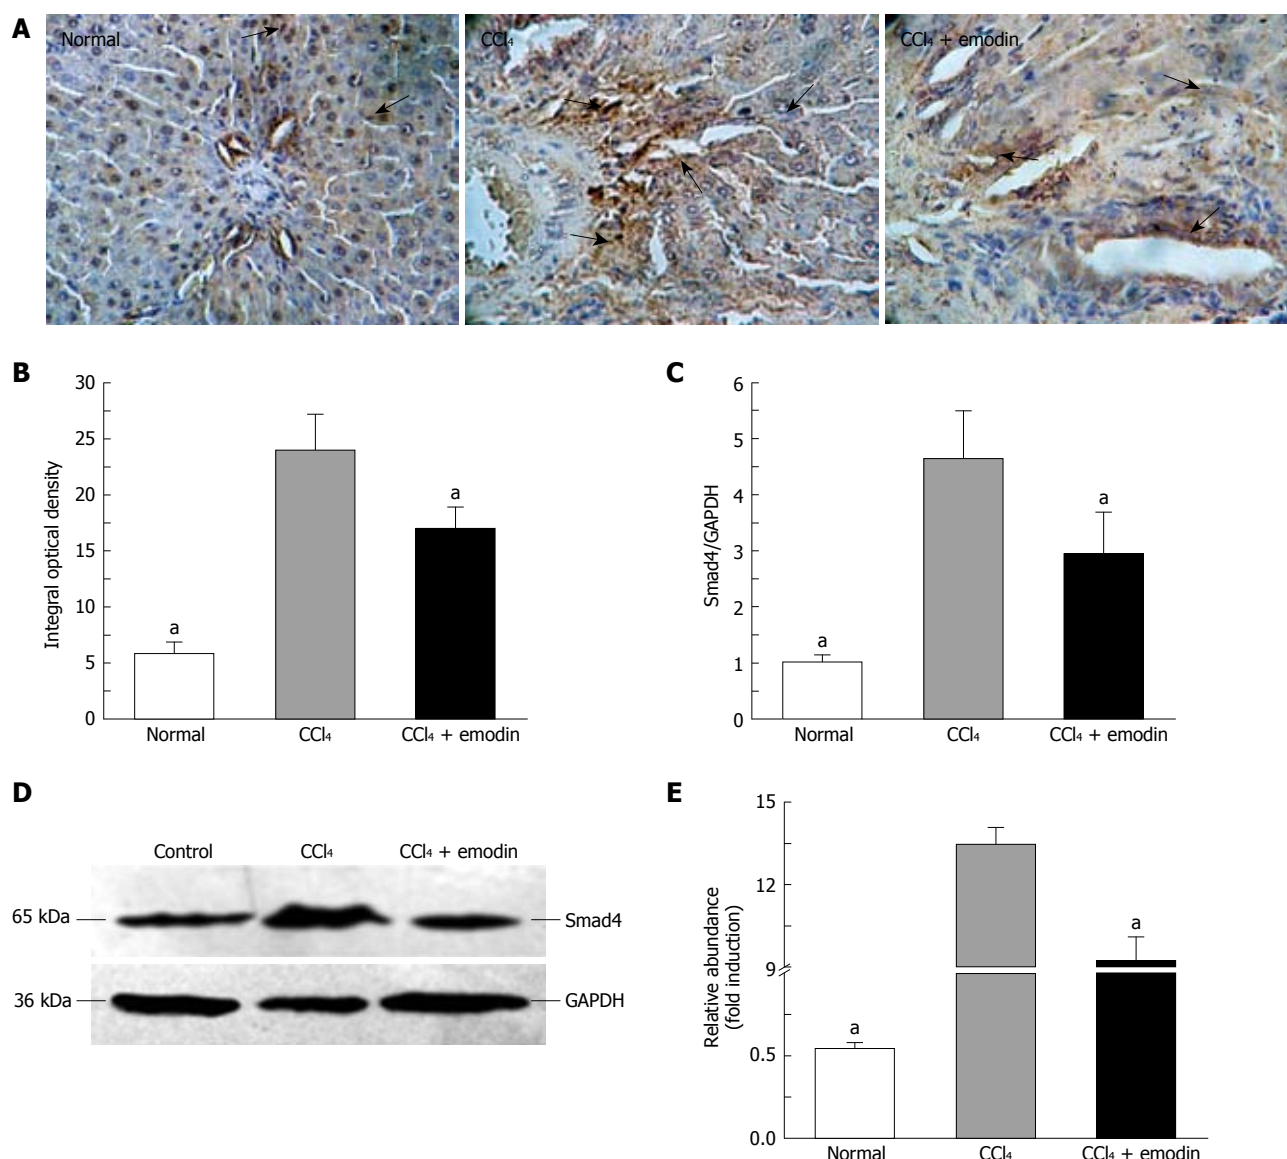 A
Normal
CCl₄
CCl₄ + emodin
B
Integral optical density
30
25
20
15
10
5
0
a
a
Normal
CCl₄
CCl₄ + emodin
C
Smad4/GAPDH
6
5
4
3
2
1
0
a
a
Normal
CCl₄
CCl₄ + emodin
D
Control
CCl₄
CCl₄ + emodin
65 kDa
Smad4
36 kDa
GAPDH
E
Relative abundance
(fold induction)
15
12
9
0.5
0.0
a
a
Normal
CCl₄
CCl₄ + emodin